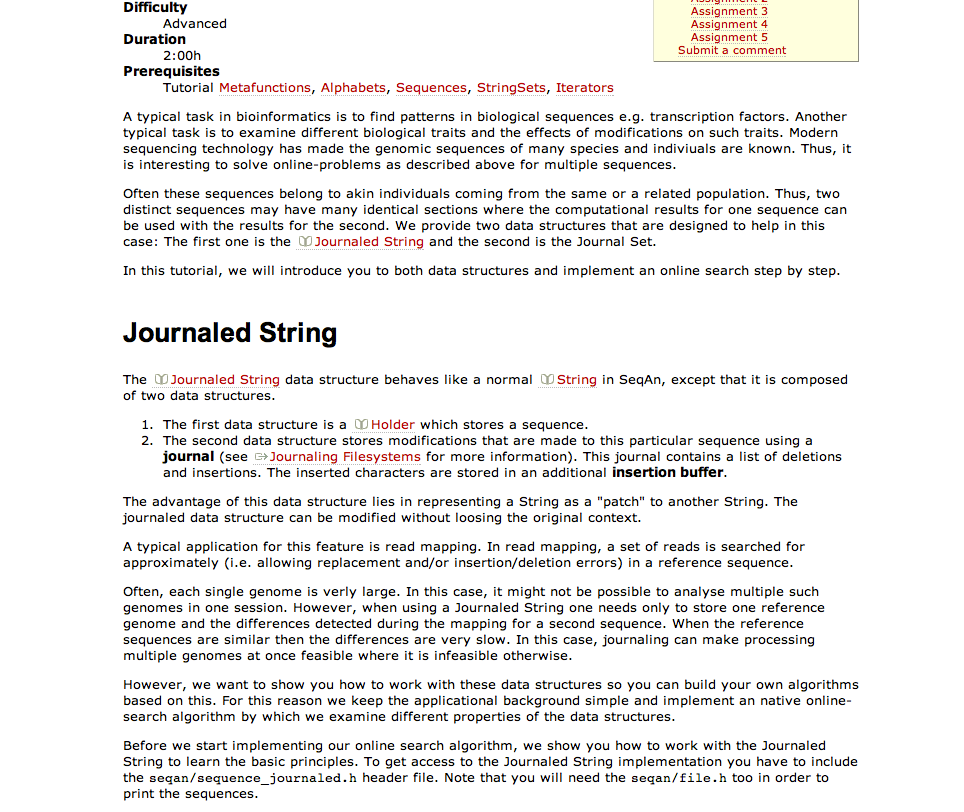 Difficulty
Advanced
Duration
2:00h
Prerequisites
Tutorial Metafunctions, Alphabets, Sequences, StringSets, Iterators
Assignment 2
Assignment 3
Assignment 4
Assignment 5
Submit a comment
A typical task in bioinformatics is to find patterns in biological sequences e.g. transcription factors. Another
typical task is to examine different biological traits and the effects of modifications on such traits. Modern
sequencing technology has made the genomic sequences of many species and indiviuals are known. Thus, it
is interesting to solve online-problems as described above for multiple sequences.
Often these sequences belong to akin individuals coming from the same or a related population. Thus, two
distinct sequences may have many identical sections where the computational results for one sequence can
be used with the results for the second. We provide two data structures that are designed to help in this
case: The first one is the Journaled String and the second is the Journal Set.
In this tutorial, we will introduce you to both data structures and implement an online search step by step.
Journaled String
The Journaled String data structure behaves like a normal String in SeqAn, except that it is composed
of two data structures.
1. The first data structure is a Holder which stores a sequence.
2. The second data structure stores modifications that are made to this particular sequence using a
journal (see Journaling Filesystems for more information). This journal contains a list of deletions
and insertions. The inserted characters are stored in an additional insertion buffer.
The advantage of this data structure lies in representing a String as a "patch" to another String. The
journaled data structure can be modified without loosing the original context.
A typical application for this feature is read mapping. In read mapping, a set of reads is searched for
approximately (i.e. allowing replacement and/or insertion/deletion errors) in a reference sequence.
Often, each single genome is verly large. In this case, it might not be possible to analyse multiple such
genomes in one session. However, when using a Journaled String one needs only to store one reference
genome and the differences detected during the mapping for a second sequence. When the reference
sequences are similar then the differences are very slow. In this case, journaling can make processing
multiple genomes at once feasible where it is infeasible otherwise.
However, we want to show you how to work with these data structures so you can build your own algorithms
based on this. For this reason we keep the applicational background simple and implement an native online-
search algorithm by which we examine different properties of the data structures.
Before we start implementing our online search algorithm, we show you how to work with the Journaled
String to learn the basic principles. To get access to the Journaled String implementation you have to include
the seqan/sequence_journaled.h header file. Note that you will need the seqan/file.h too in order to
print the sequences.